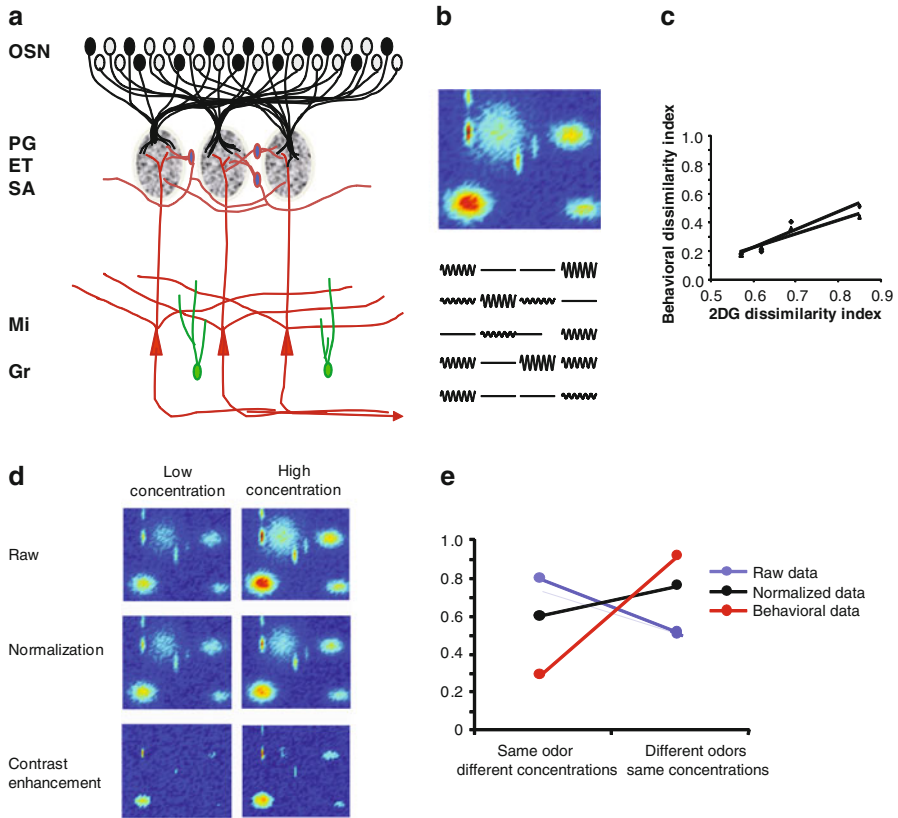 a
OSN
PG
ET
SA
Mi
Gr
b
c
Behavioral dissimilarity index
1.0
0.8
0.6
0.4
0.2
0.0
0.5
0.6
0.7
0.8
0.9
2DG dissimilarity index
d
Low
concentration
High
concentration
Raw
Normalization
Contrast
enhancement
e
1.0
0.8
0.6
0.4
0.2
0
Same odor
different concentrations
Different odors
same concentrations
Raw data
Normalized data
Behavioral data